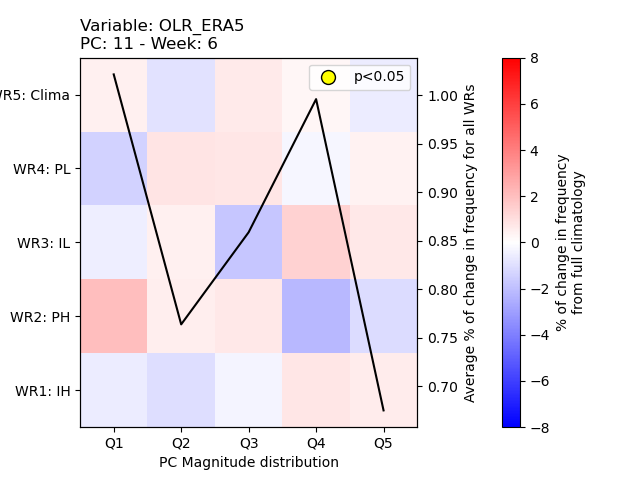 Variable: OLR_ERA5
PC: 11 - Week: 6
p<0.05
WR5: Clima
WR4: PL
WR3: IL
WR2: PH
WR1: IH
Q1 Q2 Q3 Q4 Q5
PC Magnitude distribution
1.00
0.95
0.90
0.85
0.80
0.75
0.70
Average % of change in frequency for all WRs
8
6
4
2
0
−2
−4
−6
−8
% of change in frequency
from full climatology